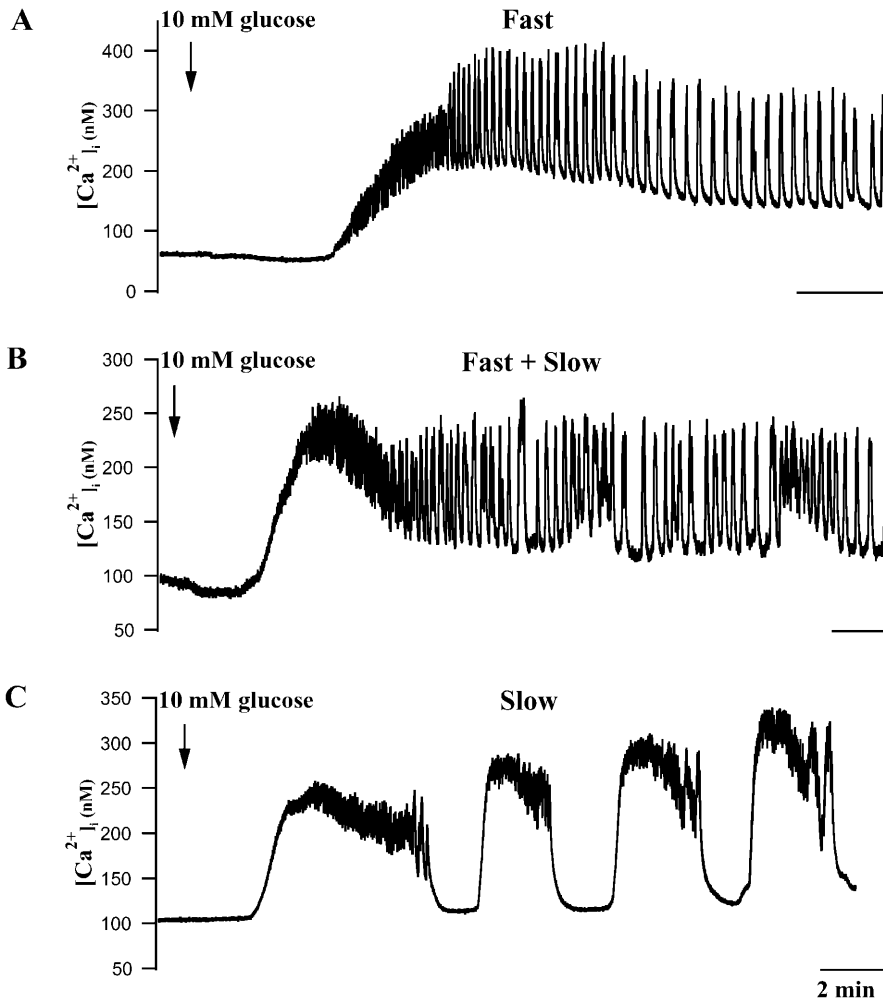 A
10 mM glucose
Fast
400
300
200
100
0
[Ca2+]i (nM)
B
10 mM glucose
Fast + Slow
300
250
200
150
100
50
[Ca2+]i (nM)
C
10 mM glucose
Slow
350
300
250
200
150
100
50
[Ca2+]i (nM)
2 min